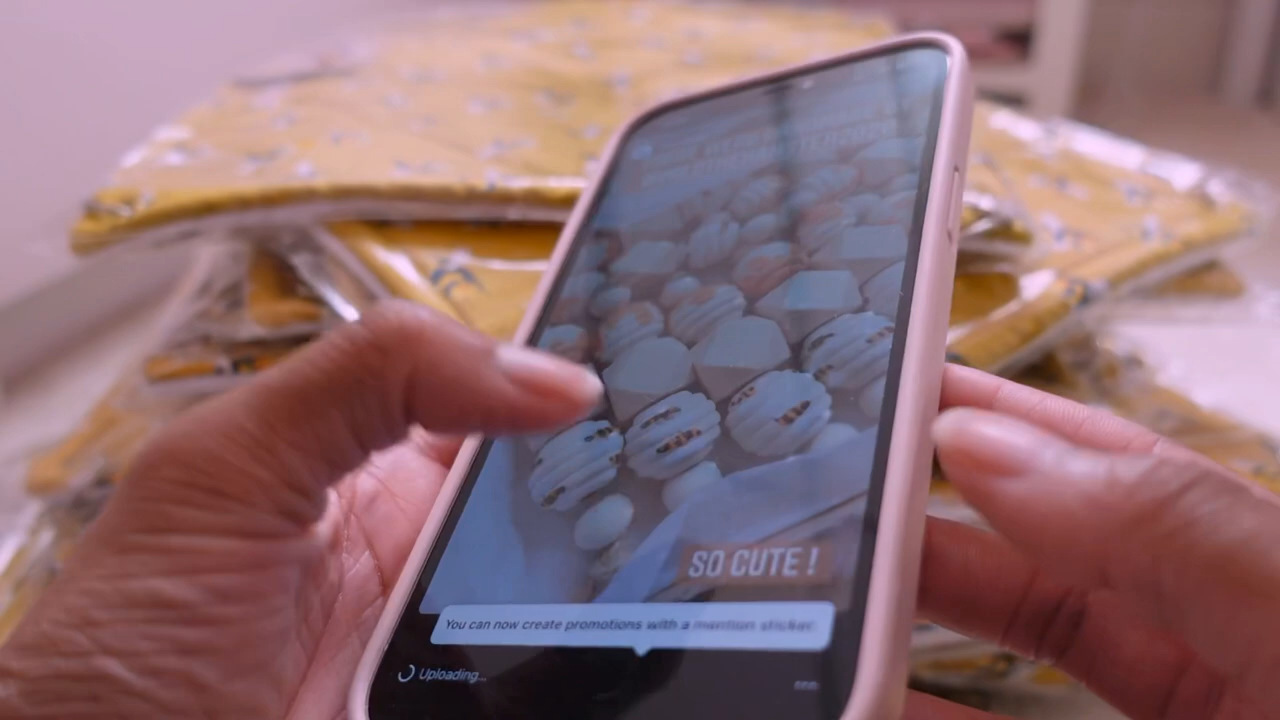 SO CUTE!
You can now create promotions with a mention sticker.
Uploading...